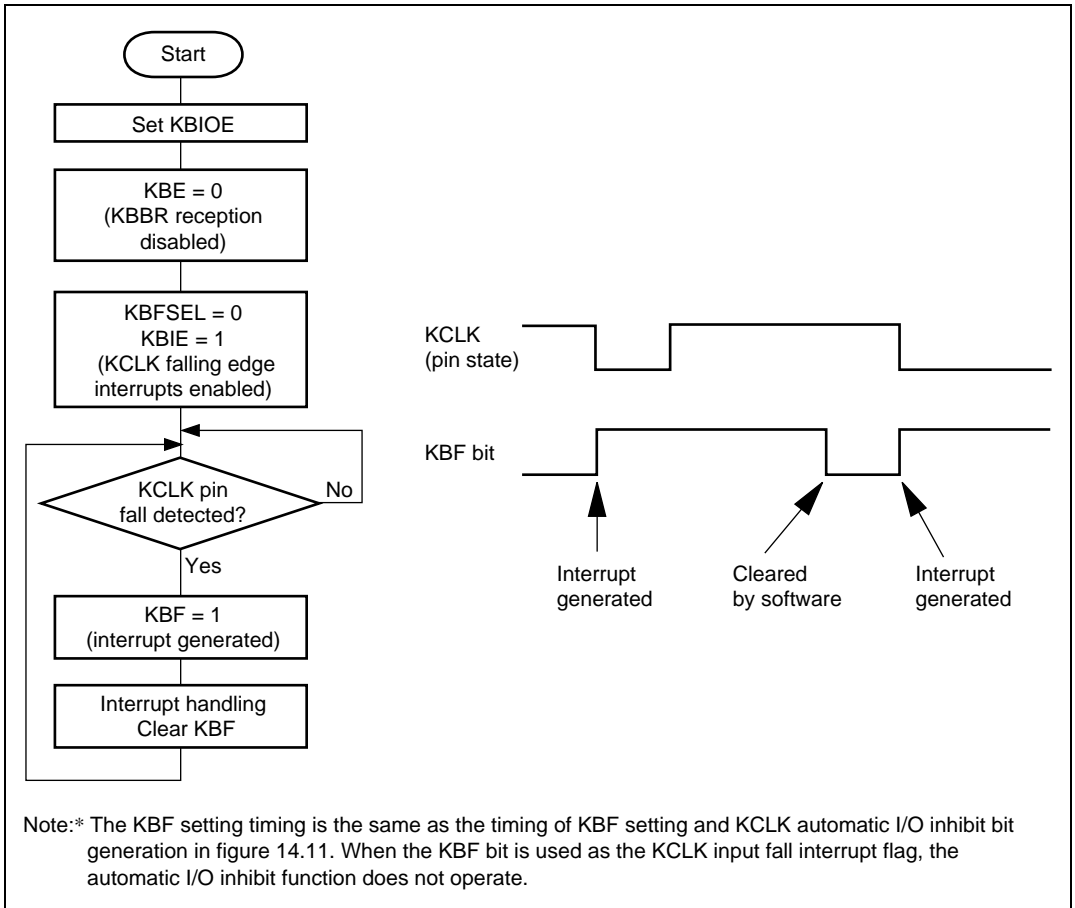 Start
Set KBIOE
KBE = 0
(KBBR reception
disabled)
KBFSEL = 0
KBIE = 1
(KCLK falling edge
interrupts enabled)
KCLK pin
fall detected?
No
Yes
KBF = 1
(interrupt generated)
Interrupt handling
Clear KBF
KCLK
(pin state)
KBF bit
Interrupt
generated
Cleared
by software
Interrupt
generated
Note:* The KBF setting timing is the same as the timing of KBF setting and KCLK automatic I/O inhibit bit
generation in figure 14.11. When the KBF bit is used as the KCLK input fall interrupt flag, the
automatic I/O inhibit function does not operate.